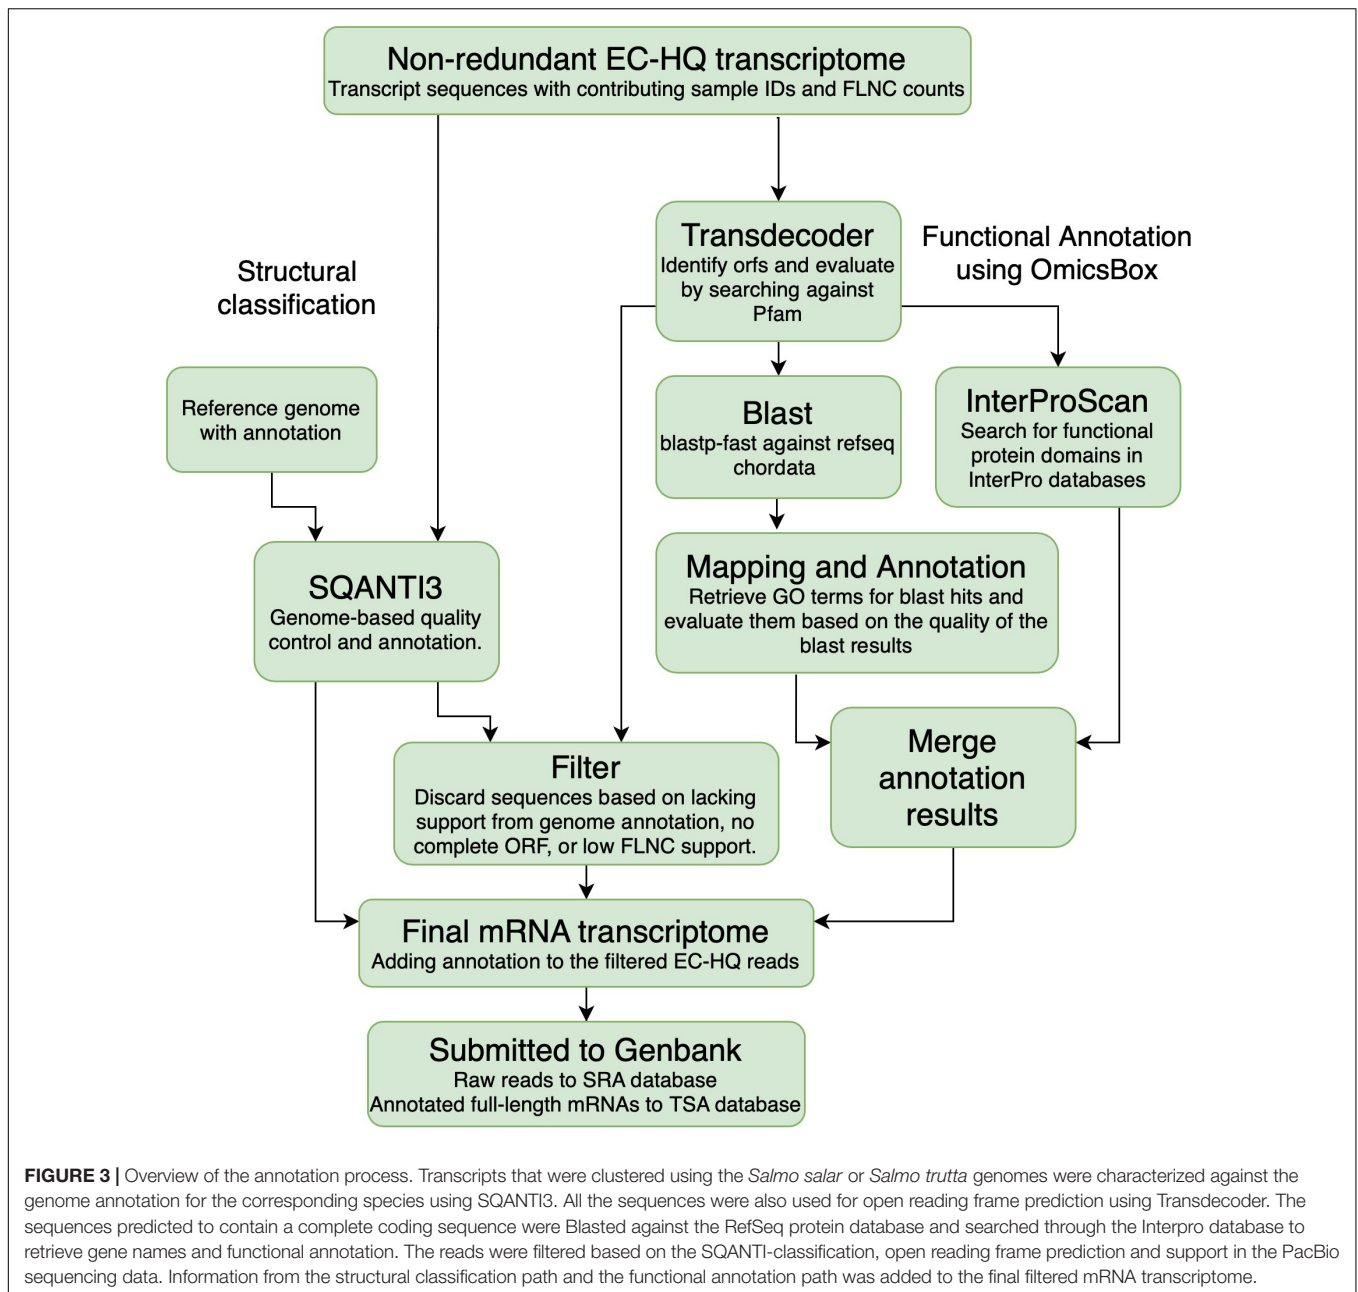 Non-redundant EC-HQ transcriptome
Transcript sequences with contributing sample IDs and FLNC counts
Transdecoder
Identify orfs and evaluate
by searching against
Pfam
Functional Annotation
using OmicsBox
Structural
classification
Reference genome
with annotation
Blast
blastp-fast against refseq
chordata
InterProScan
Search for functional
protein domains in
InterPro databases
SQANTI3
Genome-based quality
control and annotation.
Mapping and Annotation
Retrieve GO terms for blast hits and
evaluate them based on the quality of the
blast results
Filter
Discard sequences based on lacking
support from genome annotation, no
complete ORF, or low FLNC support.
Merge
annotation
results
Final mRNA transcriptome
Adding annotation to the filtered EC-HQ reads
Submitted to Genbank
Raw reads to SRA database
Annotated full-length mRNAs to TSA database
FIGURE 3 | Overview of the annotation process. Transcripts that were clustered using the Salmo salar or Salmo trutta genomes were characterized against the
genome annotation for the corresponding species using SQANTI3. All the sequences were also used for open reading frame prediction using Transdecoder. The
sequences predicted to contain a complete coding sequence were Blasted against the RefSeq protein database and searched through the Interpro database to
retrieve gene names and functional annotation. The reads were filtered based on the SQANTI-classification, open reading frame prediction and support in the PacBio
sequencing data. Information from the structural classification path and the functional annotation path was added to the final filtered mRNA transcriptome.